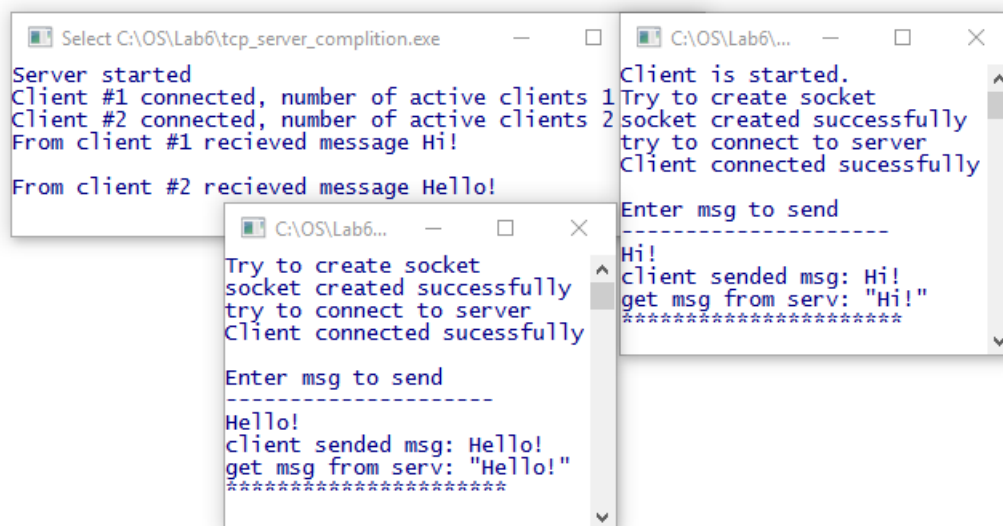 Select C:\OS\Lab6\tcp_server_complition.exe
Server started
Client #1 connected, number of active clients 1
Client #2 connected, number of active clients 2
From client #1 recieved message Hi!
From client #2 recieved message Hello!
C:\OS\Lab6\...
Client is started.
Try to create socket
socket created successfully
try to connect to server
Client connected sucessfully
Enter msg to send
---------------------
Hi!
client sended msg: Hi!
get msg from serv: "Hi!"
**********************
C:\OS\Lab6...
Try to create socket
socket created successfully
try to connect to server
Client connected sucessfully
Enter msg to send
---------------------
Hello!
client sended msg: Hello!
get msg from serv: "Hello!"
**********************